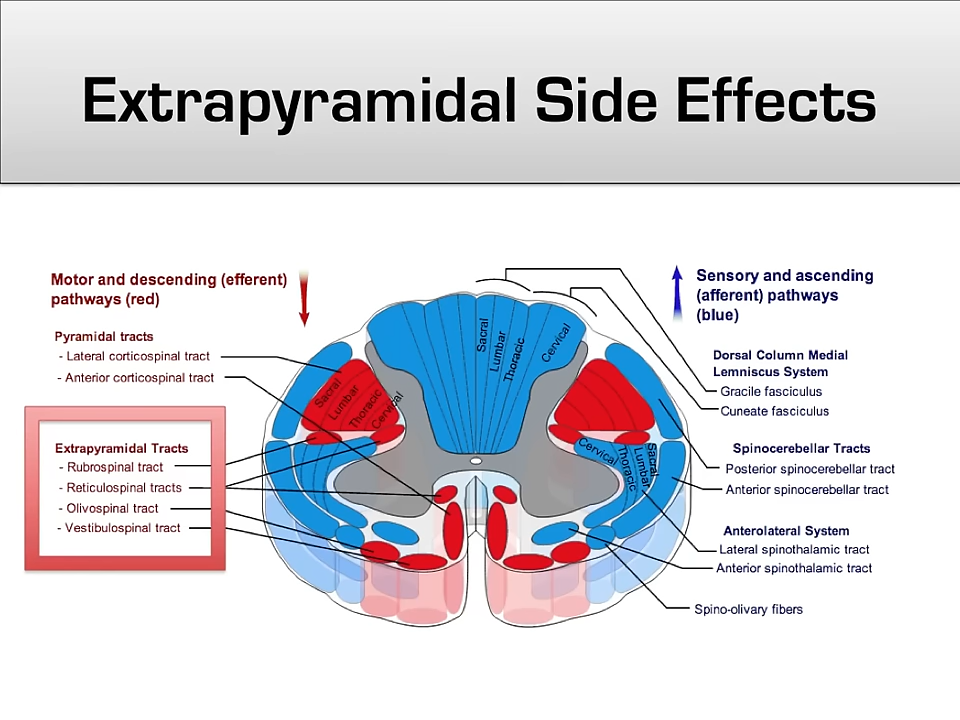 Extrapyramidal Side Effects
Motor and descending (efferent)
pathways (red)
Pyramidal tracts
- Lateral corticospinal tract
- Anterior corticospinal tract
Extrapyramidal Tracts
- Rubrospinal tract
- Reticulospinal tracts
- Olivospinal tract
- Vestibulospinal tract
Sacral
Lumbar
Thoracic
Cervical
Sacral
Lumbar
Thoracic
Cervical
Cervical
Thoracic
Lumbar
Sacral
Sensory and ascending
(afferent) pathways
(blue)
Dorsal Column Medial
Lemniscus System
Gracile fasciculus
Cuneate fasciculus
Spinocerebellar Tracts
Posterior spinocerebellar tract
Anterior spinocerebellar tract
Anterolateral System
Lateral spinothalamic tract
Anterior spinothalamic tract
Spino-olivary fibers